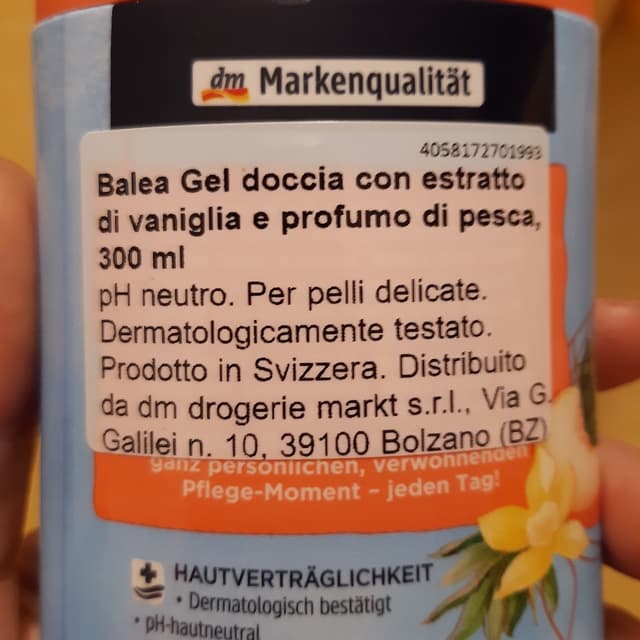 dm Markenqualität
4058172701993
Balea Gel doccia con estratto
di vaniglia e profumo di pesca,
300 ml
pH neutro. Per pelli delicate.
Dermatologicamente testato.
Prodotto in Svizzera. Distribuito
da dm drogerie markt s.r.l., Via G.
Galilei n. 10, 39100 Bolzano (BZ)
ganz persönlichen, verwöhnenden
Pflege-Moment – jeden Tag!
HAUTVERTRÄGLICHKEIT
• Dermatologisch bestätigt
• pH-hautneutral